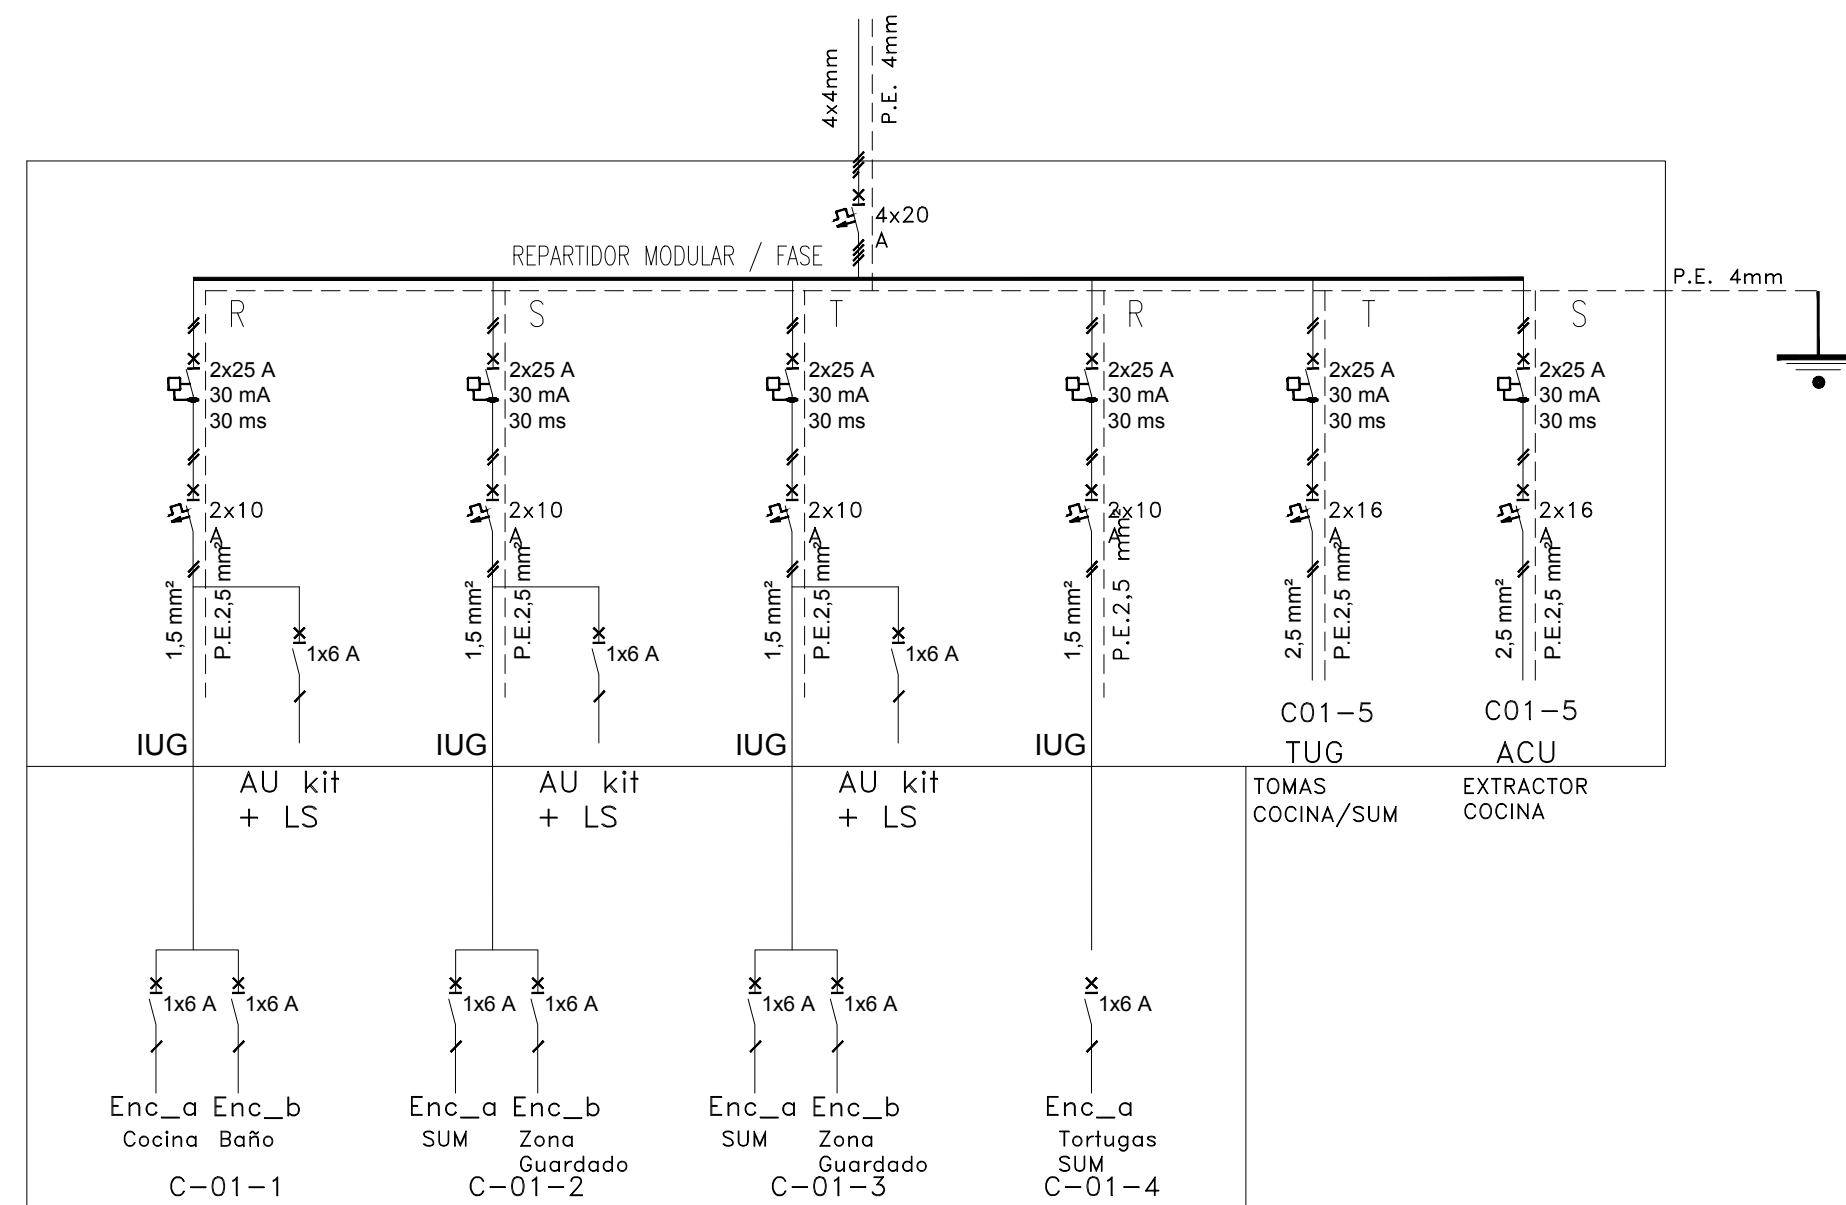 4x4mm
P.E. 4mm
4x20
A
REPARTIDOR MODULAR / FASE
P.E. 4mm
R
S
T
R
T
S
2x25 A
30 mA
30 ms
2x25 A
30 mA
30 ms
2x25 A
30 mA
30 ms
2x25 A
30 mA
30 ms
2x25 A
30 mA
30 ms
2x25 A
30 mA
30 ms
2x10
A
2x10
A
2x10
A
2x10
A
2x16
A
2x16
A
1,5 mm²
P.E.2,5 mm²
1,5 mm²
P.E.2,5 mm²
1,5 mm²
P.E.2,5 mm²
1,5 mm²
P.E.2,5 mm²
2,5 mm²
P.E.2,5 mm²
2,5 mm²
P.E.2,5 mm²
1x6 A
1x6 A
1x6 A
C01-5
C01-5
IUG
IUG
IUG
IUG
TUG
ACU
AU kit
+ LS
AU kit
+ LS
AU kit
+ LS
TOMAS
COCINA/SUM
EXTRACTOR
COCINA
1x6 A
1x6 A
1x6 A
1x6 A
1x6 A
1x6 A
1x6 A
Enc_a
Cocina
Enc_b
Baño
C-01-1
Enc_a
SUM
Enc_b
Zona
Guardado
C-01-2
Enc_a
SUM
Enc_b
Zona
Guardado
C-01-3
Enc_a
Tortugas
SUM
C-01-4